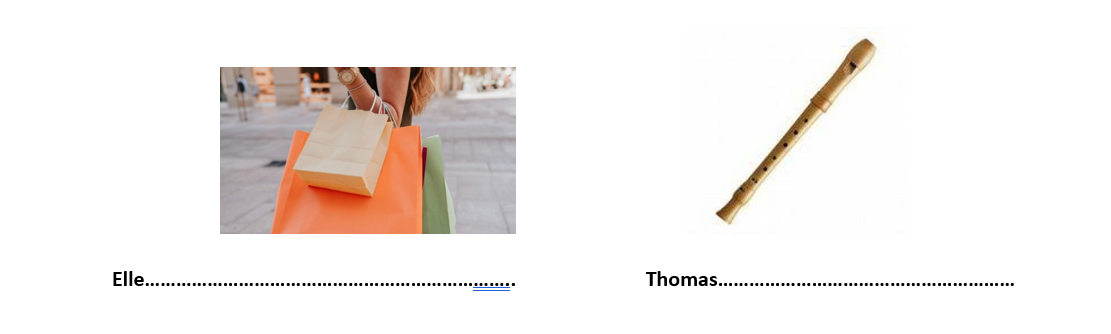 Elle……………………………………………………………..
Thomas…………………………………………………